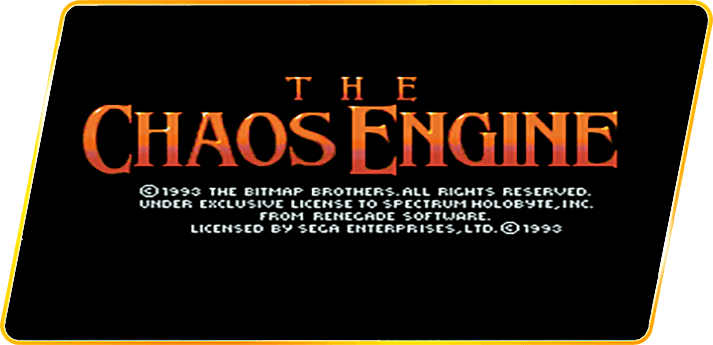 THE
CHAOS ENGINE
©1993 THE BITMAP BROTHERS. ALL RIGHTS RESERVED.
UNDER EXCLUSIVE LICENSE TO SPECTRUM HOLOBYTE, INC.
FROM RENEGADE SOFTWARE.
LICENSED BY SEGA ENTERPRISES, LTD. ©1993